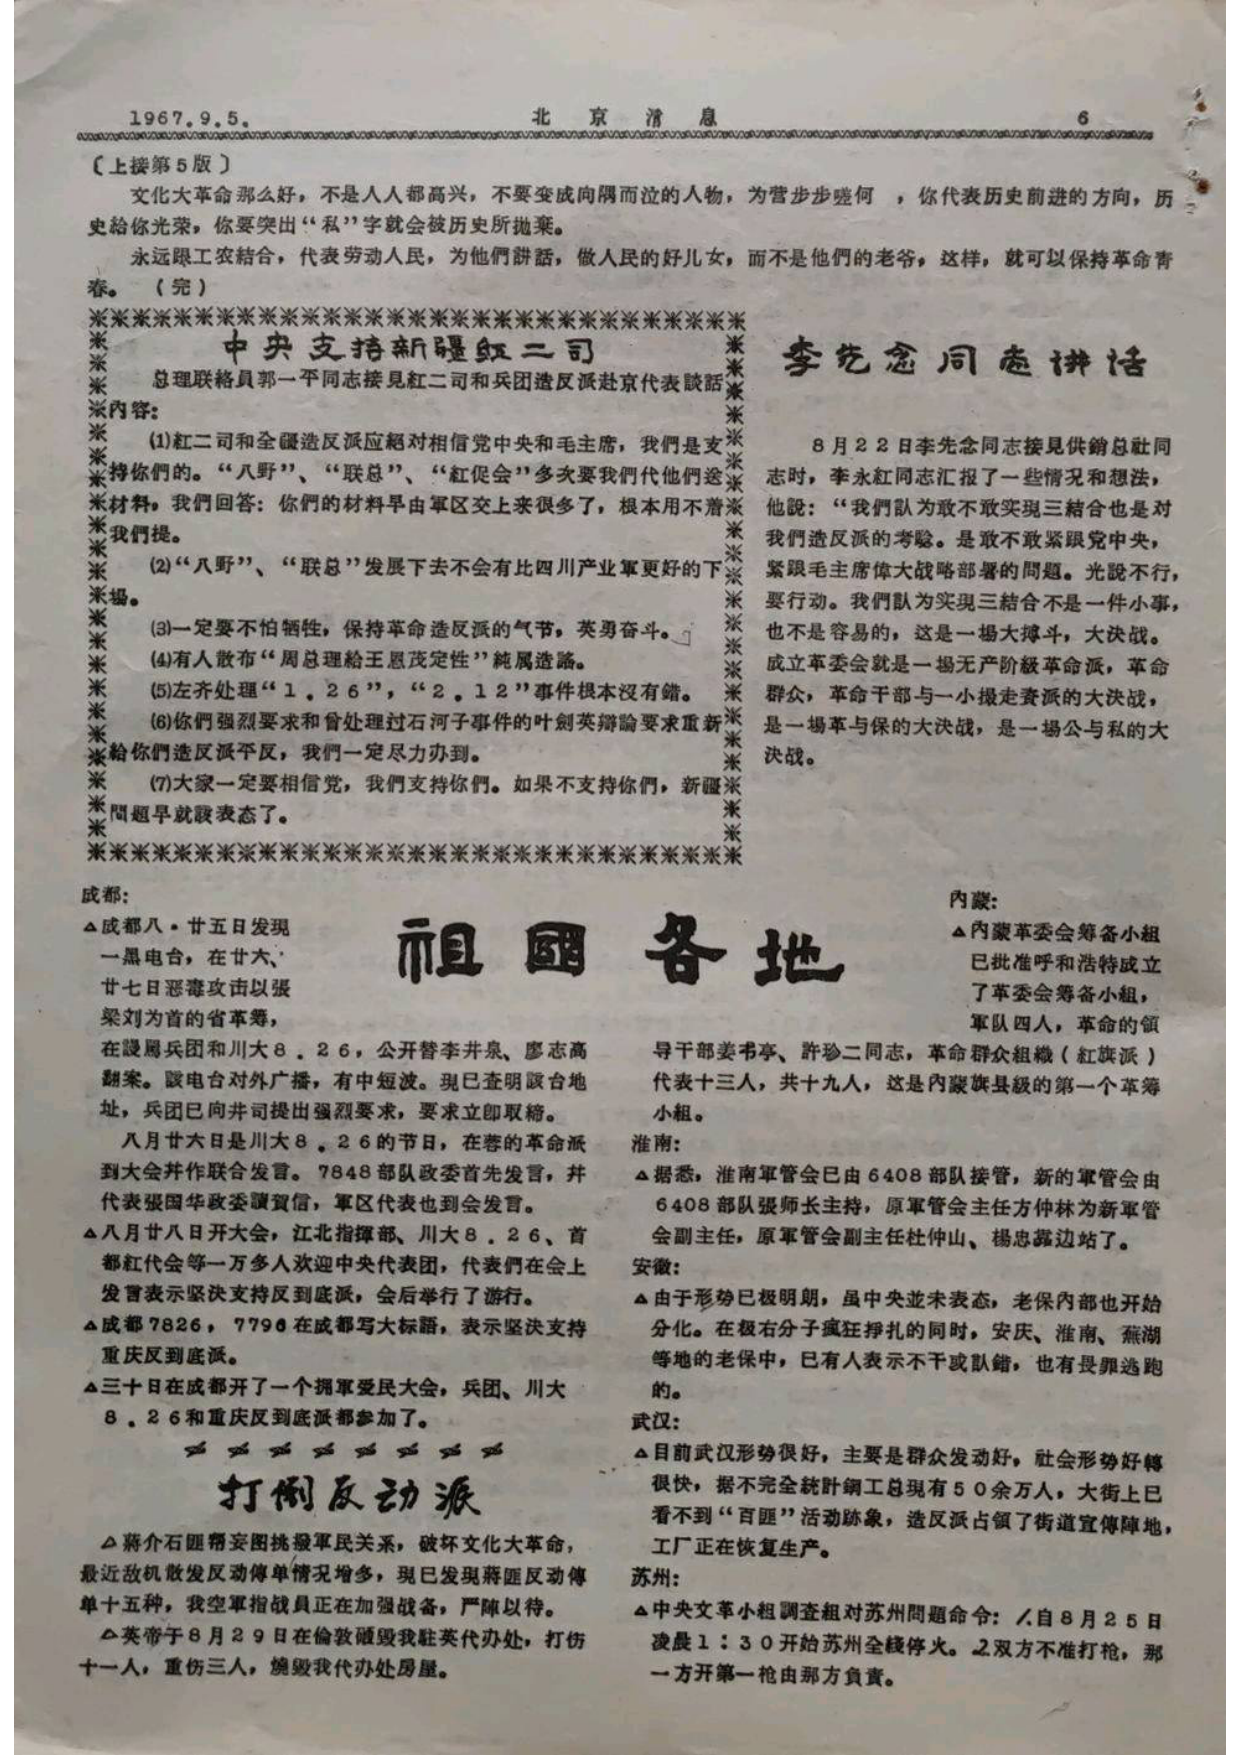 1967.9.5. 北京消息 6
〔上接第5版〕
文化大革命那么好，不是人人都高兴，不要变成向隅而泣的人物，为营步步嗟何　，你代表历史前进的方向，历
史給你光荣，你要突出“私”字就会被历史所拋棄。
永远跟工农結合，代表劳动人民，为他們講話，做人民的好儿女，而不是他們的老爷，这样，就可以保持革命青
春。（完）
中央支持新疆紅二司
总理联絡員郭一平同志接見紅二司和兵团造反派赴京代表談話
內容：
⑴紅二司和全疆造反派应絕对相信党中央和毛主席，我們是支
持你們的。“八野”、“联总”、“紅促会”多次要我們代他們送
材料，我們回答：你們的材料早由軍区交上来很多了，根本用不着
我們提。
⑵“八野”、“联总”发展下去不会有比四川产业軍更好的下
場。
⑶一定要不怕牺牲，保持革命造反派的气节，英勇奋斗。
⑷有人散布“周总理給王恩茂定性”純属造謠。
⑸左齐处理“1．26”，“2．12”事件根本沒有錯。
⑹你們强烈要求和曾处理过石河子事件的叶劍英辯論要求重新
給你們造反派平反，我們一定尽力办到。
⑺大家一定要相信党，我們支持你們。如果不支持你們，新疆
問題早就該表态了。
李先念同志讲话
8月22日李先念同志接見供銷总社同
志时，李永紅同志汇报了一些情况和想法，
他說：“我們認为敢不敢实現三結合也是对
我們造反派的考驗。是敢不敢紧跟党中央，
紧跟毛主席偉大战略部署的問題。光說不行，
要行动。我們認为实現三結合不是一件小事，
也不是容易的，这是一場大搏斗，大决战。
成立革委会就是一場无产阶級革命派，革命
群众，革命干部与一小撮走資派的大决战，
是一場革与保的大决战，是一場公与私的大
决战。
祖國各地
成都：
△成都八·廿五日发現
一黑电台，在廿六、
廿七日恶毒攻击以張
梁刘为首的省革筹，
在謾駡兵团和川大8．26，公开替李井泉、廖志高
翻案。該电台对外广播，有中短波。現已查明該台地
址，兵团已向井司提出强烈要求，要求立卽取締。
八月廿六日是川大8．26的节日，在蓉的革命派
到大会幷作联合发言。7848部队政委首先发言，幷
代表張国华政委讀賀信，軍区代表也到会发言。
△八月廿八日开大会，江北指揮部、川大8．26、首
都紅代会等一万多人欢迎中央代表团，代表們在会上
发言表示坚决支持反到底派，会后举行了游行。
△成都7826，7796在成都写大标語，表示坚决支持
重庆反到底派。
△三十日在成都开了一个拥軍爱民大会，兵团、川大
8．26和重庆反到底派都参加了。
打倒反动派
△蔣介石匪帮妄图挑撥軍民关系，破坏文化大革命，
最近敌机散发反动傳单情况增多，現已发現蔣匪反动傳
单十五种，我空軍指战員正在加强战备，严陣以待。
△英帝于8月29日在倫敦砸毁我駐英代办处，打伤
十一人，重伤三人，燒毁我代办处房屋。
內蒙：
△內蒙革委会筹备小組
已批准呼和浩特成立
了革委会筹备小組，
軍队四人，革命的領
导干部姜书亭、許珍二同志，革命群众組織（紅旗派）
代表十三人，共十九人，这是內蒙旗县級的第一个革筹
小組。
淮南：
△据悉，淮南軍管会已由6408部队接管，新的軍管会由
6408部队張师长主持，原軍管会主任方仲林为新軍管
会副主任，原軍管会副主任杜仲山、楊忠靠边站了。
安徽：
△由于形势已极明朗，虽中央並未表态，老保內部也开始
分化。在极右分子瘋狂掙扎的同时，安庆、淮南、蕪湖
等地的老保中，已有人表示不干或認錯，也有畏罪逃跑
的。
武汉：
△目前武汉形势很好，主要是群众发动好，社会形势好轉
很快，据不完全統計鋼工总現有50余万人，大街上已
看不到“百匪”活动跡象，造反派占領了街道宣傳陣地，
工厂正在恢复生产。
苏州：
△中央文革小組調查組对苏州問題命令：1.自8月25日
凌晨1：30开始苏州全綫停火。2.双方不准打枪，那
一方开第一枪由那方負責。